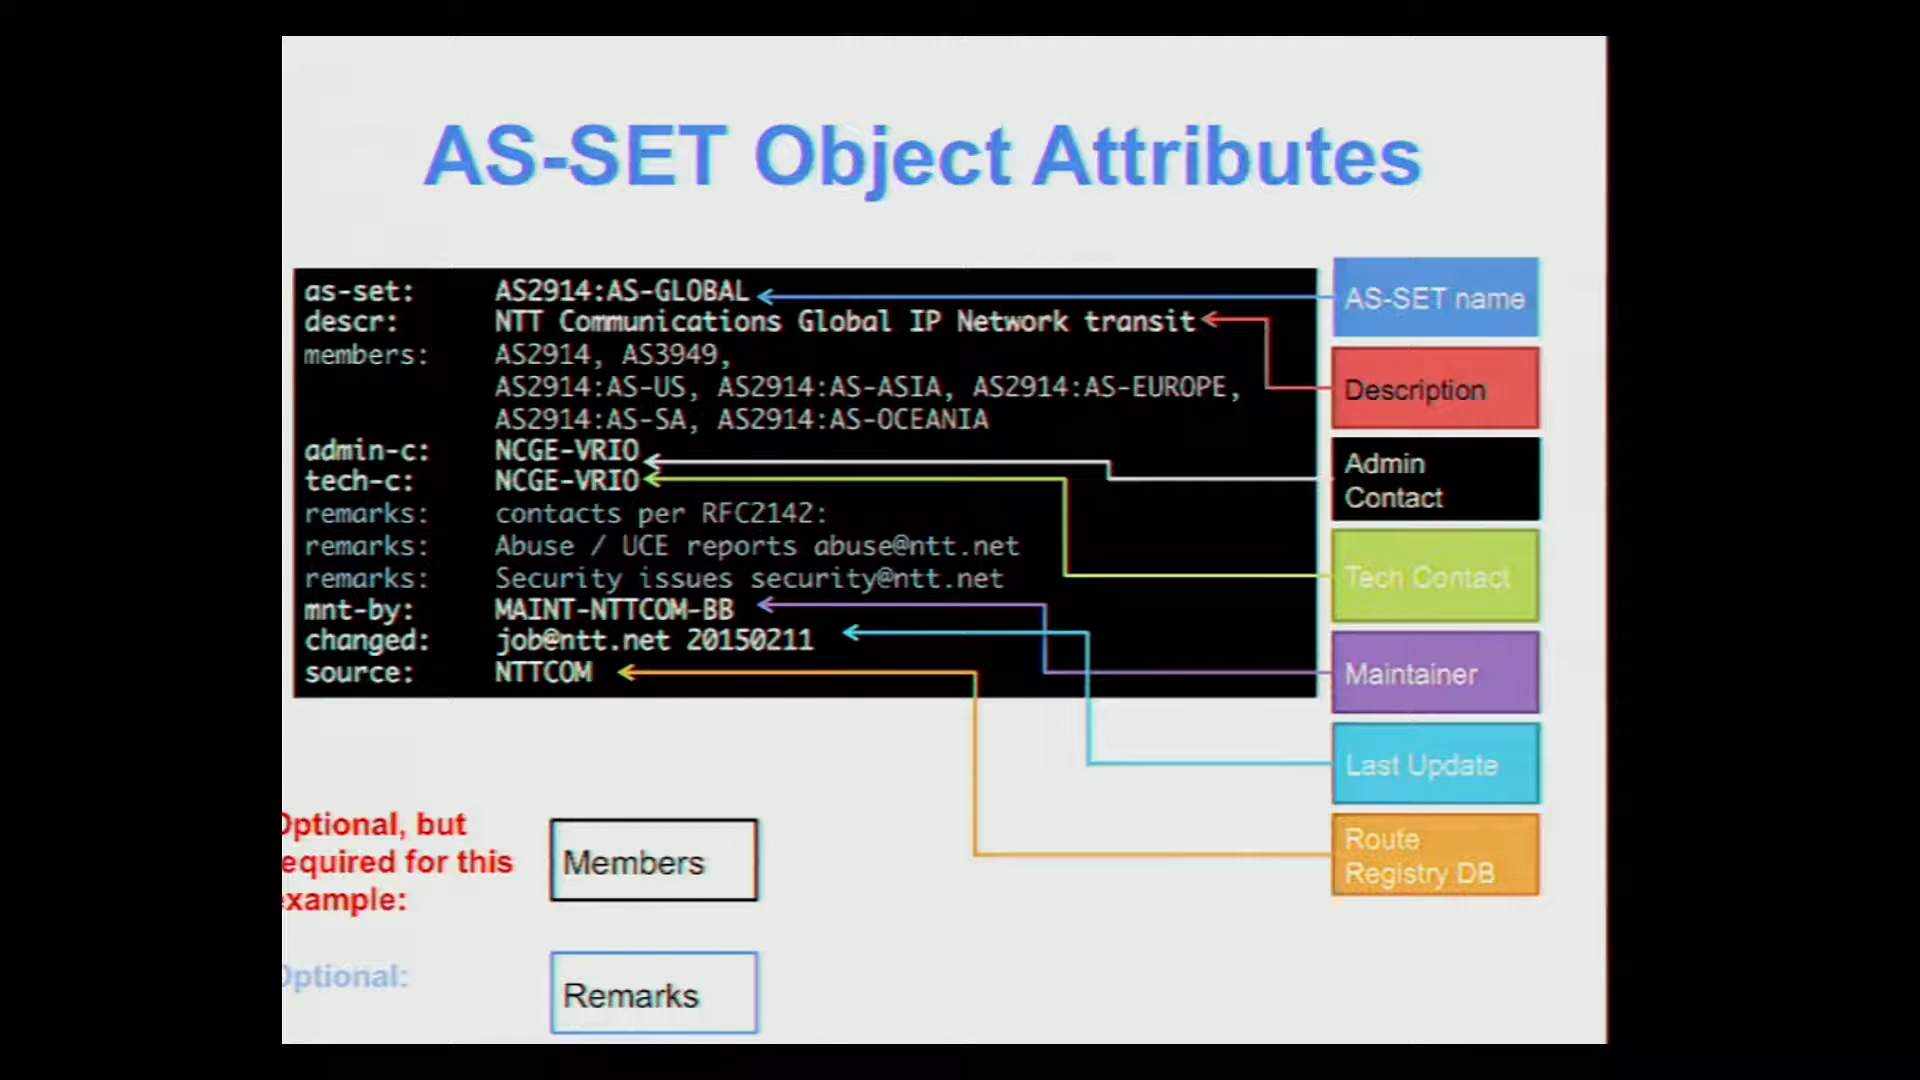 AS-SET Object Attributes
as-set: AS2914:AS-GLOBAL
descr: NTT Communications Global IP Network transit
members: AS2914, AS3949,
AS2914:AS-US, AS2914:AS-ASIA, AS2914:AS-EUROPE,
AS2914:AS-SA, AS2914:AS-OCEANIA
admin-c: NCGE-VRIO
tech-c: NCGE-VRIO
remarks: contacts per RFC2142:
remarks: Abuse / UCE reports abuse@ntt.net
remarks: Security issues security@ntt.net
mnt-by: MAINT-NTTCOM-BB
changed: job@ntt.net 20150211
source: NTTCOM
AS-SET name
Description
Admin
Contact
Tech Contact
Maintainer
Last Update
Route
Registry DB
Optional, but
equired for this
example:
Members
Optional:
Remarks